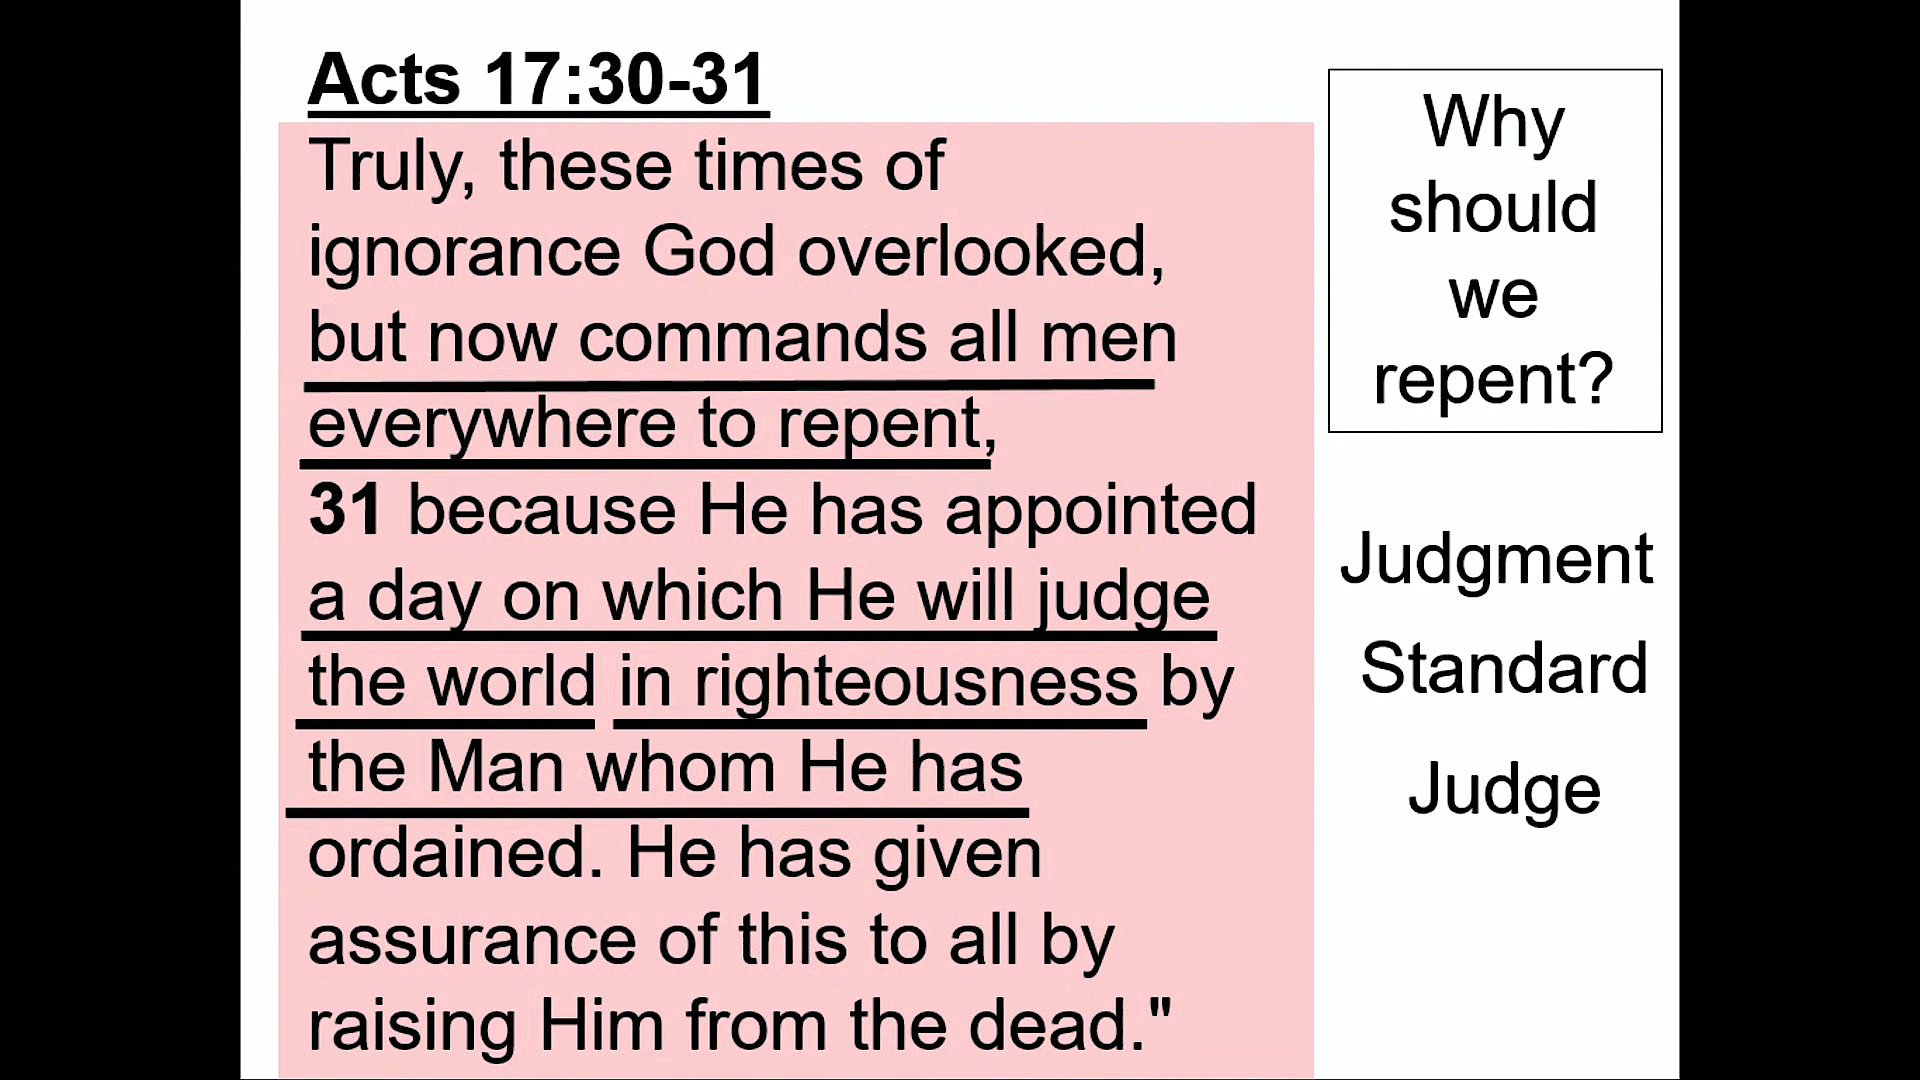 Acts 17:30-31
Truly, these times of
ignorance God overlooked,
but now commands all men
everywhere to repent,
31 because He has appointed
a day on which He will judge
the world in righteousness by
the Man whom He has
ordained. He has given
assurance of this to all by
raising Him from the dead."
Why
should
we
repent?
Judgment
Standard
Judge